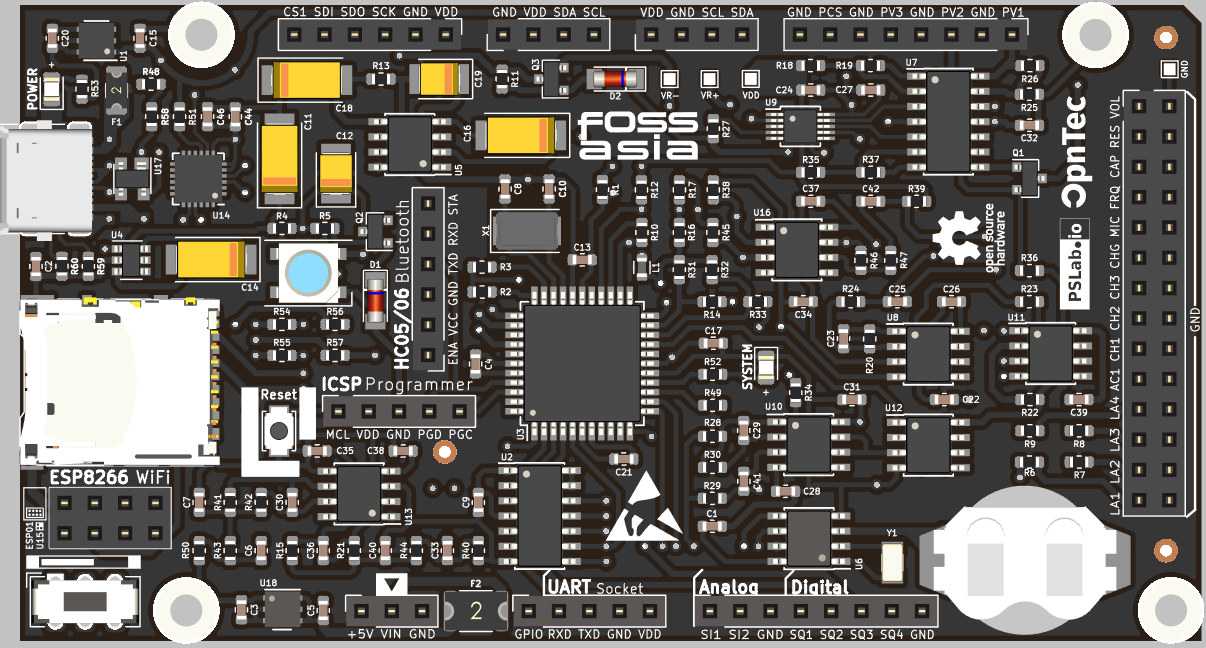 CS1 SDI SDO SCK GND VDD
GND VDD SDA SCL
VDD GND SCL SDA
GND PCS GND PV3 GND PV2 GND PV1
C20
C15
U1
R48
R53
POWER
+
2
F1
R58
R51
C46
C44
U17
U14
C18
R13
C19
R11
Q3
D2
VR-
VR+
VDD
R18
R19
C24
C27
U7
R26
R25
C32
GND
C11
C12
U5
C16
FOSS
asia
R27
U9
R35
R37
C37
C42
R39
Q1
OpnTec
PSLab.io
open source
hardware
VOL
RES
CAP
FRQ
MIC
CHG
CH3
CH2
CH1
AC1
LA4
LA3
LA2
LA1
GND
U4
C2
R60
R59
C14
R4
R5
Q2
D1
HC05/06 Bluetooth
ENA VCC GND TXD RXD STA
C8
C10
X1
C13
R3
R2
C4
R1
R12
R17
R38
R10
R16
R45
L1
R31
R32
U16
R46
R47
R14
R33
C34
R24
C25
C26
R36
R23
R54
R56
R55
R57
C17
R52
R49
R28
R30
R29
C1
SYSTEM
+
R34
C23
R20
U8
U11
C31
C22
R22
C39
R9
R8
R6
R7
U10
U12
C29
C41
C28
U6
Y1
Reset
ICSP Programmer
MCL VDD GND PGD PGC
C35
C38
U3
U2
C21
ESP8266 WiFi
ESP01
U15
C7
R41
R42
C30
U13
C9
R50
R43
C6
R15
C36
R21
C40
R44
C33
R40
U18
C3
C5
+5V VIN GND
F2
2
UART Socket
GPIO RXD TXD GND VDD
Analog
Digital
SI1 SI2 GND SQ1 SQ2 SQ3 SQ4 GND